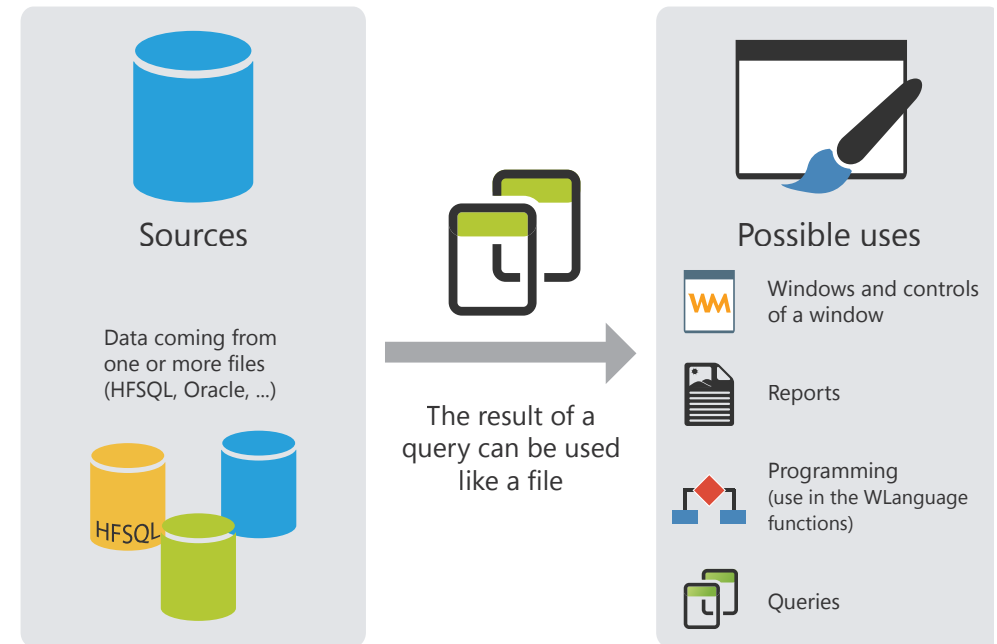 Sources
Data coming from
one or more files
(HFSQL, Oracle, ...)
HFSQL
The result of a
query can be used
like a file
Possible uses
WM
Windows and controls
of a window
Reports
Programming
(use in the WLanguage
functions)
Queries